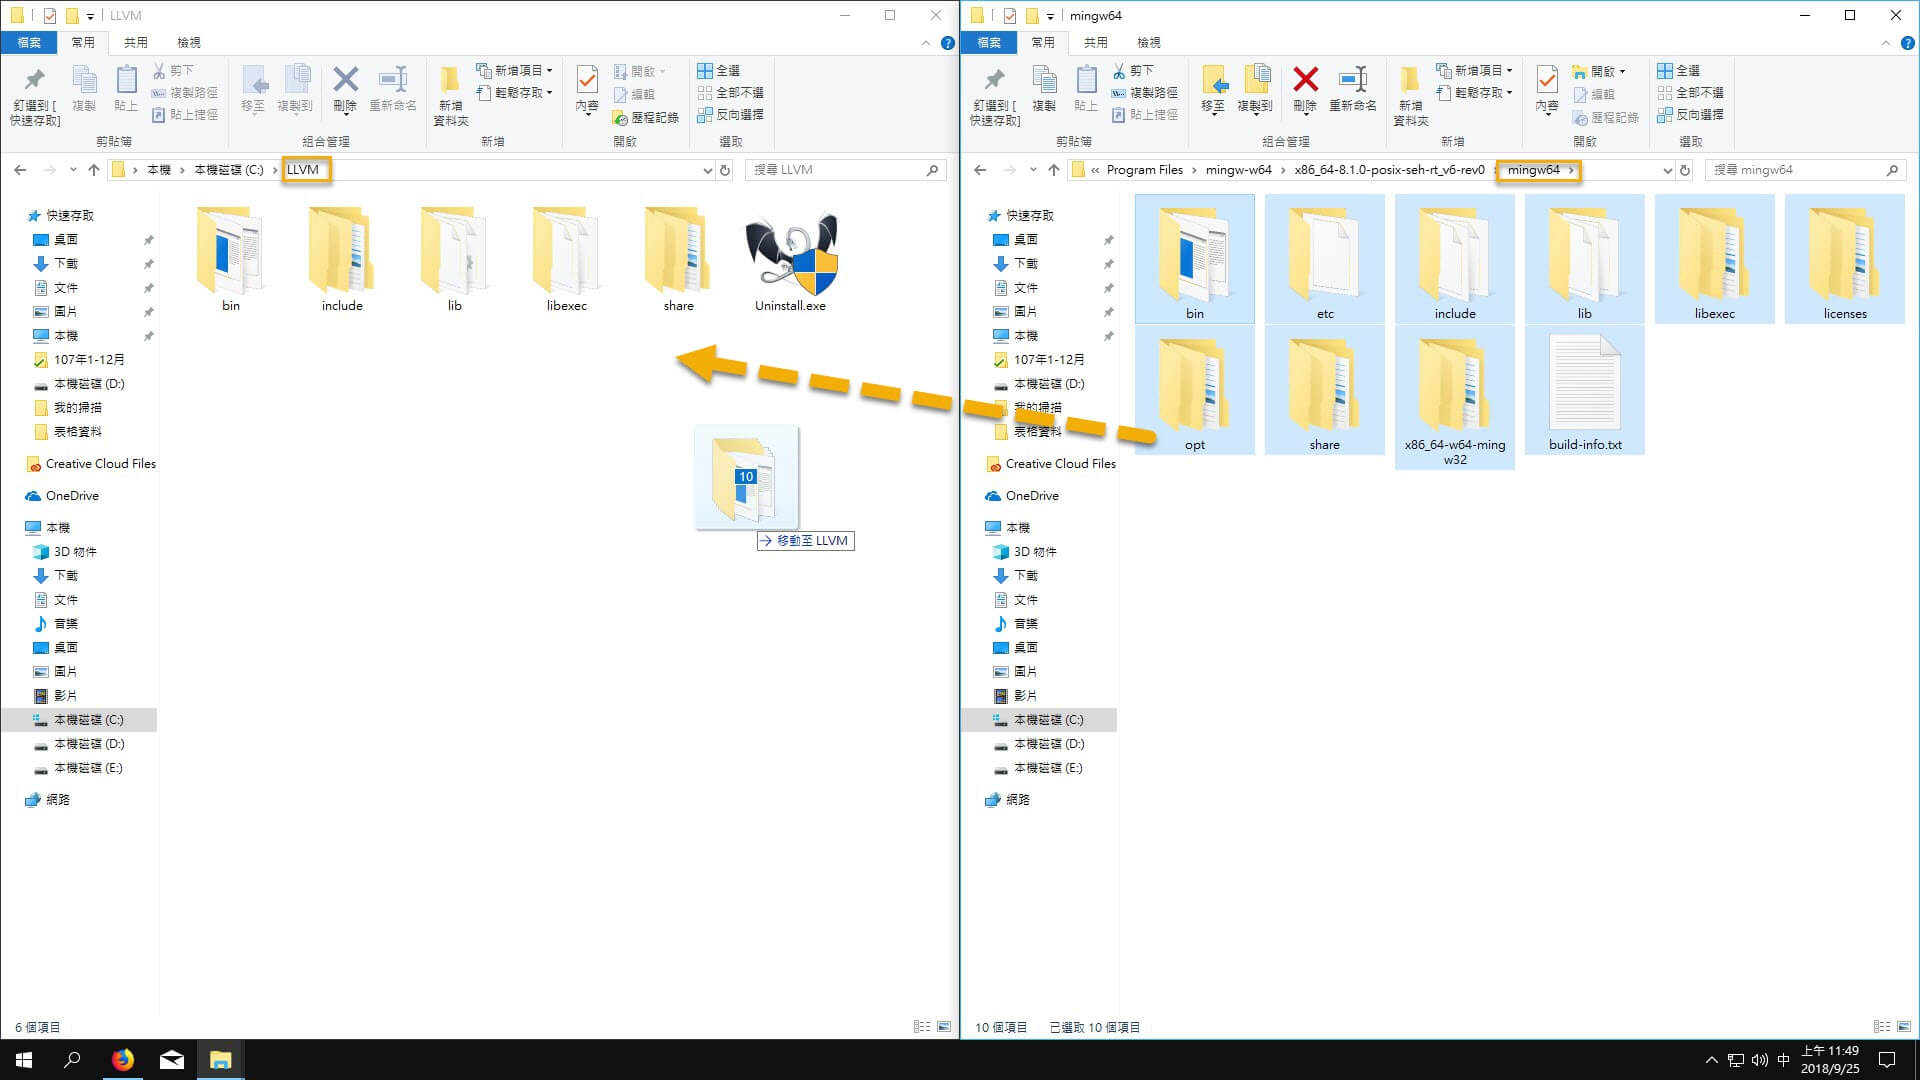 LLVM
檔案 常用 共用 檢視
釘選到 [快速存取]
複製
貼上
剪下
複製路徑
貼上捷徑
移至
複製到
刪除
重新命名
新增資料夾
新增項目
輕鬆存取
內容
開啟
編輯
歷程記錄
全選
全部不選
反向選擇
剪貼簿 組合管理 新增 開啟 選取
本機 › 本機磁碟 (C:) › LLVM
搜尋 LLVM
快速存取
桌面
下載
文件
圖片
本機
107年1-12月
本機磁碟 (D:)
我的掃描
表格資料
Creative Cloud Files
OneDrive
本機
3D 物件
下載
文件
音樂
桌面
圖片
影片
本機磁碟 (C:)
本機磁碟 (D:)
本機磁碟 (E:)
網路
bin include lib libexec share Uninstall.exe
10
移動至 LLVM
6 個項目
mingw64
檔案 常用 共用 檢視
釘選到 [快速存取]
複製
貼上
剪下
複製路徑
貼上捷徑
移至
複製到
刪除
重新命名
新增資料夾
新增項目
輕鬆存取
內容
開啟
編輯
歷程記錄
全選
全部不選
反向選擇
剪貼簿 組合管理 新增 開啟 選取
« Program Files › mingw-w64 › x86_64-8.1.0-posix-seh-rt_v6-rev0 › mingw64 ›
搜尋 mingw64
快速存取
桌面
下載
文件
圖片
本機
107年1-12月
本機磁碟 (D:)
我的掃描
表格資料
Creative Cloud Files
OneDrive
本機
3D 物件
下載
文件
音樂
桌面
圖片
影片
本機磁碟 (C:)
本機磁碟 (D:)
本機磁碟 (E:)
網路
bin etc include lib libexec licenses
opt share x86_64-w64-mingw32 build-info.txt
10 個項目 已選取 10 個項目
中
上午 11:49
2018/9/25